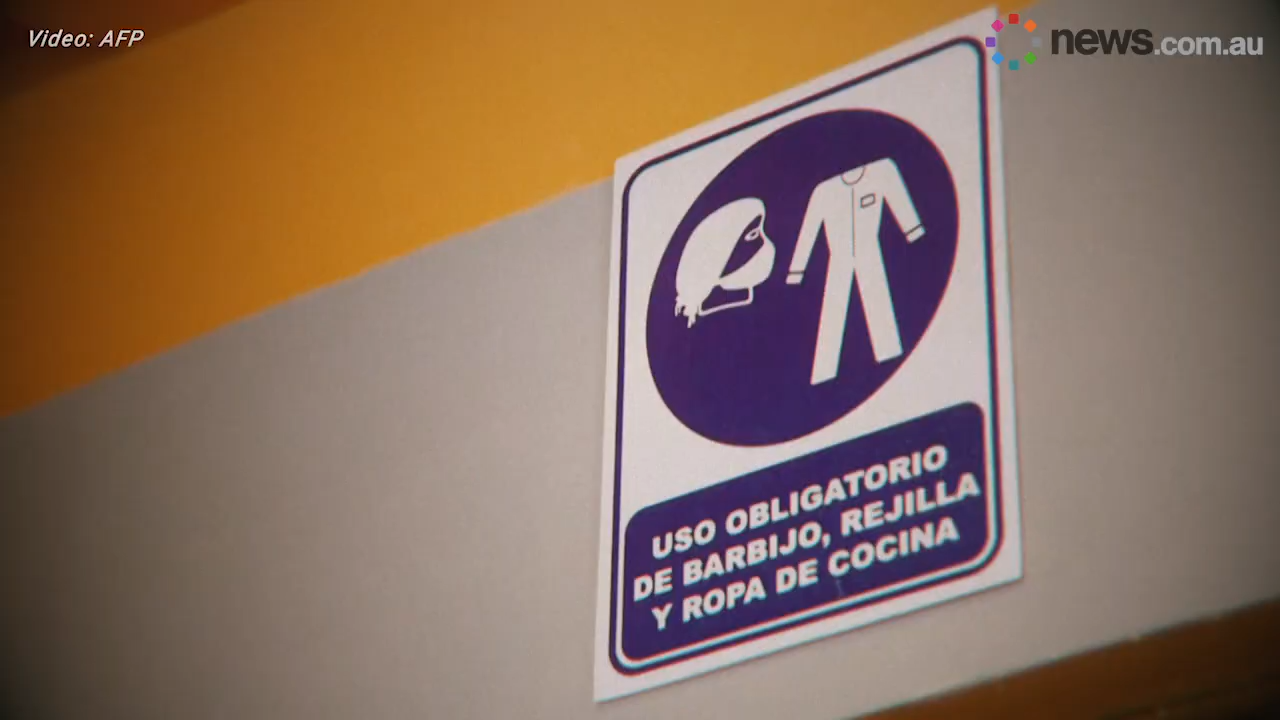 Video: AFP
news.com.au
USO OBLIGATORIO
DE BARBIJO, REJILLA
Y ROPA DE COCINA